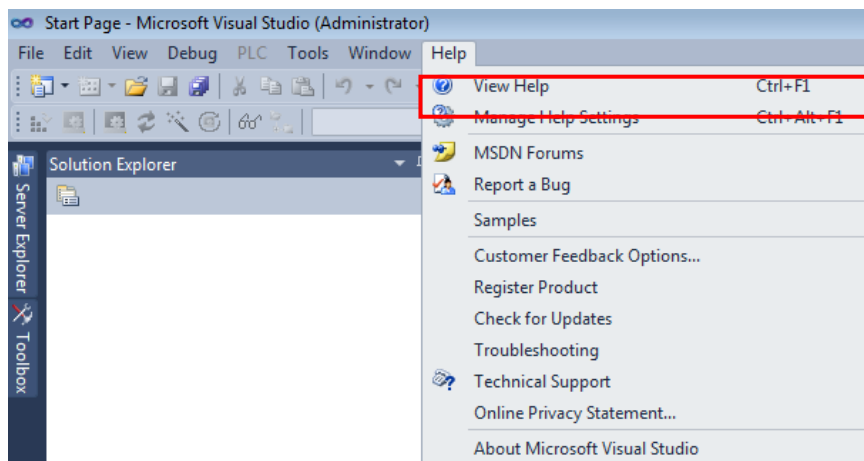 Start Page - Microsoft Visual Studio (Administrator)
File Edit View Debug PLC Tools Window Help
View Help Ctrl+F1
Manage Help Settings Ctrl+Alt+F1
Solution Explorer
MSDN Forums
Report a Bug
Samples
Customer Feedback Options...
Register Product
Check for Updates
Troubleshooting
Technical Support
Online Privacy Statement...
About Microsoft Visual Studio
Server Explorer
Toolbox